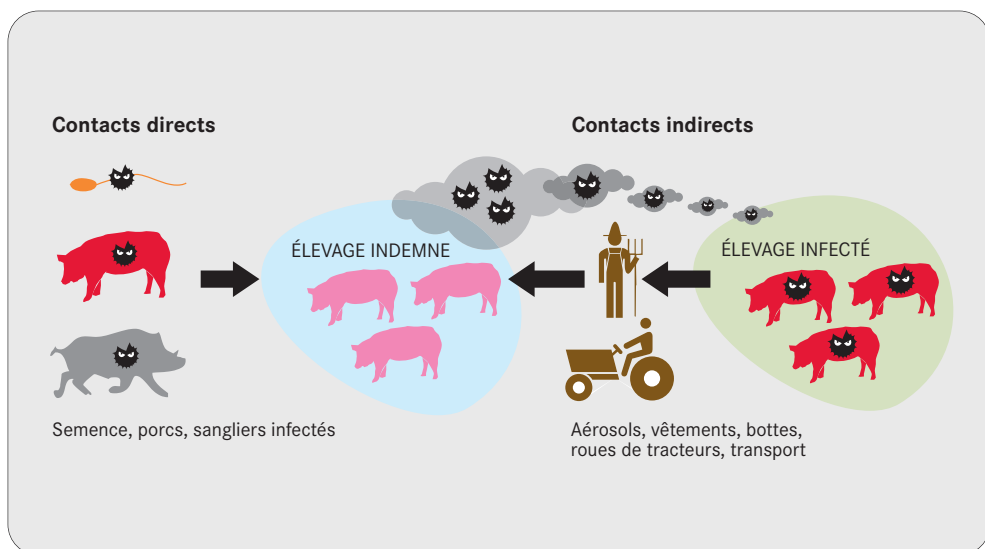 Contacts directs
Contacts indirects
ÉLEVAGE INDEMNE
ÉLEVAGE INFECTÉ
Semence, porcs, sangliers infectés
Aérosols, vêtements, bottes,
roues de tracteurs, transport